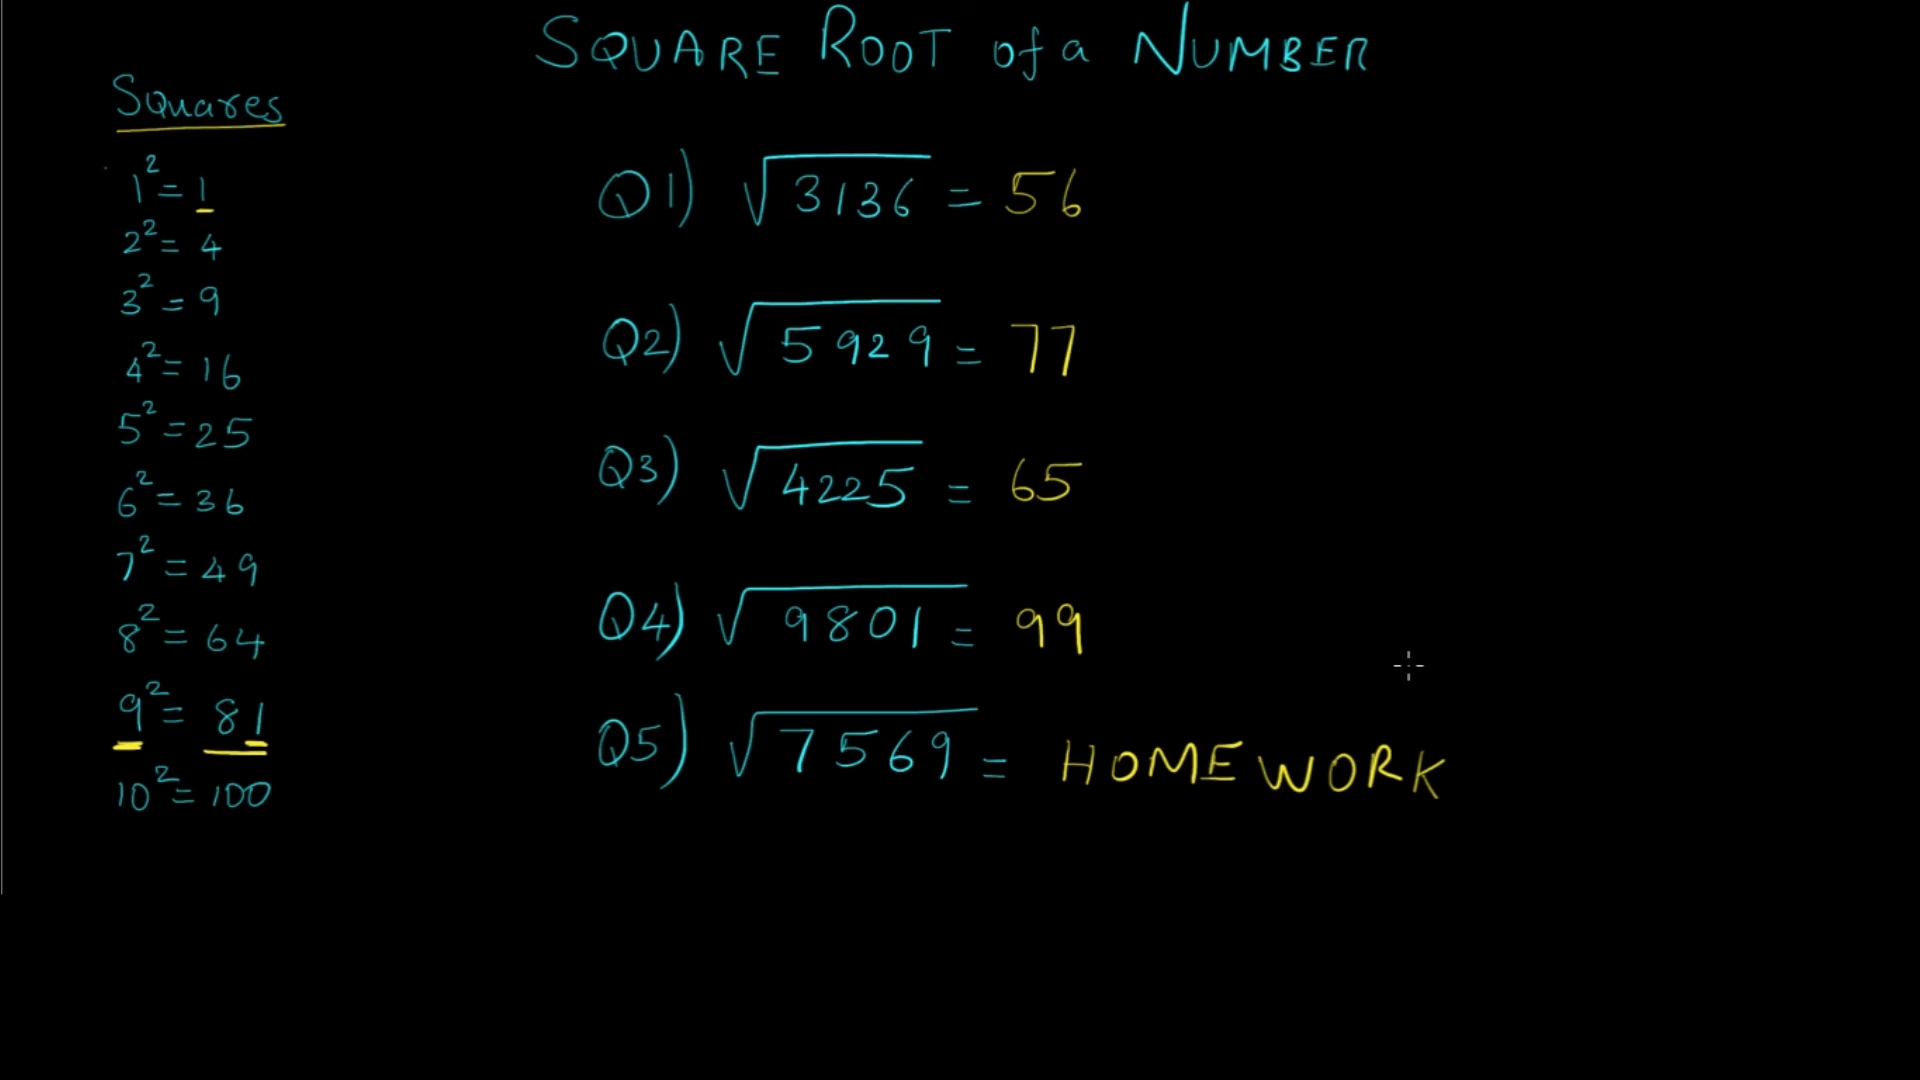 SQUARE ROOT of a NUMBER
Squares
1² = 1
2² = 4
3² = 9
4² = 16
5² = 25
6² = 36
7² = 49
8² = 64
9² = 81
10² = 100
Q1) √3136 = 56
Q2) √5929 = 77
Q3) √4225 = 65
Q4) √9801 = 99
Q5) √7569 = HOMEWORK